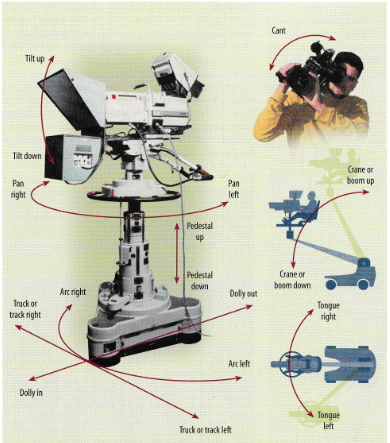 Cant
Tilt up
Tilt down
Pan
right
Pan
left
Crane or
boom up
Pedestal
up
Pedestal
down
Crane or
boom down
Arc right
Dolly out
Truck or
track right
Tongue
right
Arc left
Dolly in
Truck or track left
Tongue
left